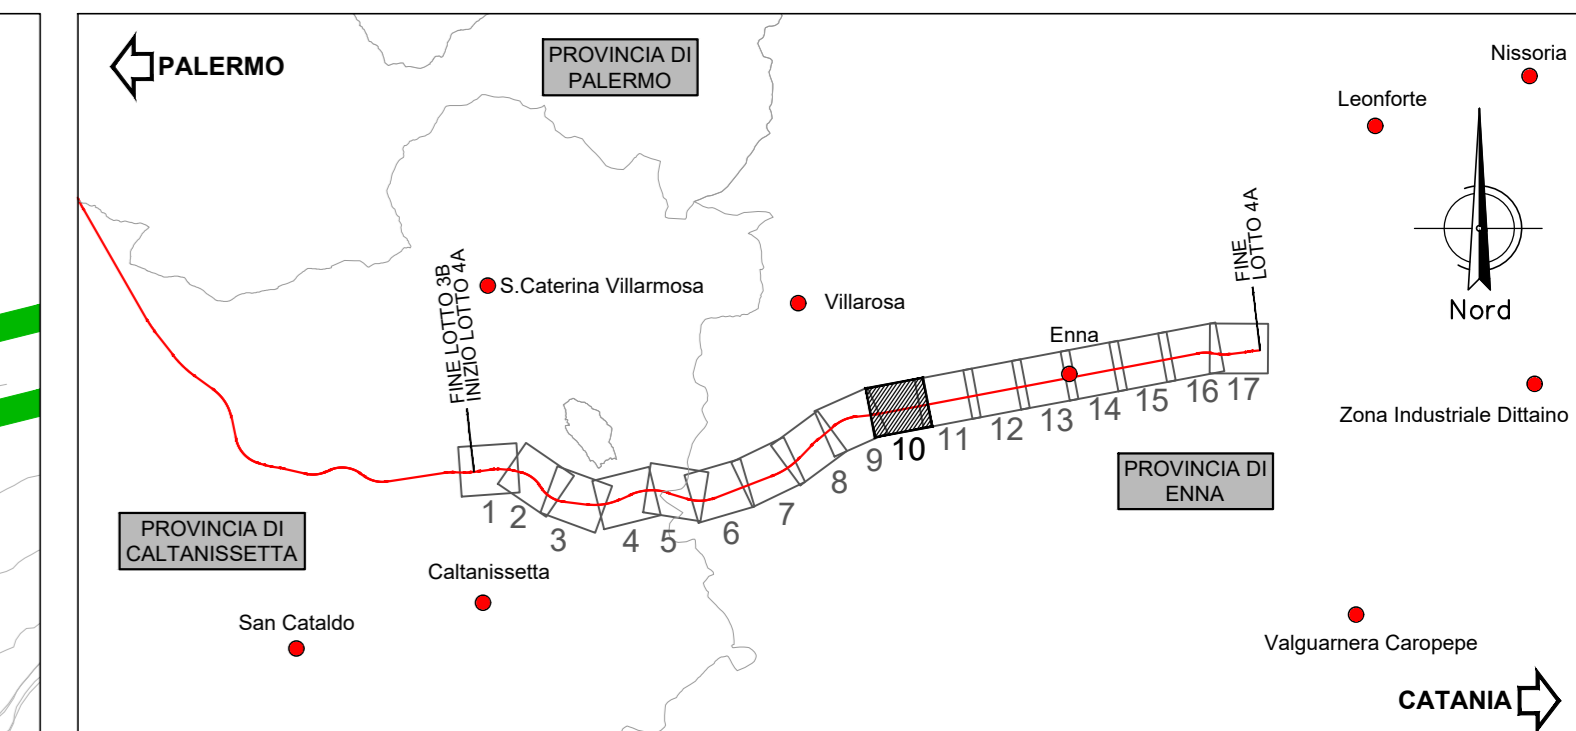 PALERMO
PROVINCIA DI
PALERMO
Nissoria
Leonforte
Nord
FINE LOTTO 3B
INIZIO LOTTO 4A
S.Caterina Villarmosa
Villarosa
FINE
LOTTO 4A
Enna
Zona Industriale Dittaino
1
2
3
4
5
6
7
8
9
10
11
12
13
14
15
16
17
PROVINCIA DI
ENNA
PROVINCIA DI
CALTANISSETTA
Caltanissetta
San Cataldo
Valguarnera Caropepe
CATANIA